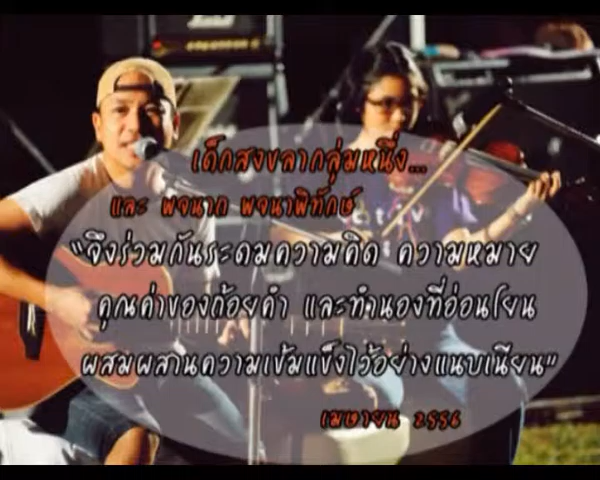 เด็กสงขลากลุ่มหนึ่ง...
และ พจนาถ พจนาพิทักษ์
“จึงร่วมกันระดมความคิด ความหมาย
คุณค่าของถ้อยคำ และทำนองที่อ่อนโยน
ผสมผสานความเข้มแข็งไว้อย่างแนบเนียน”
เมษายน 2556